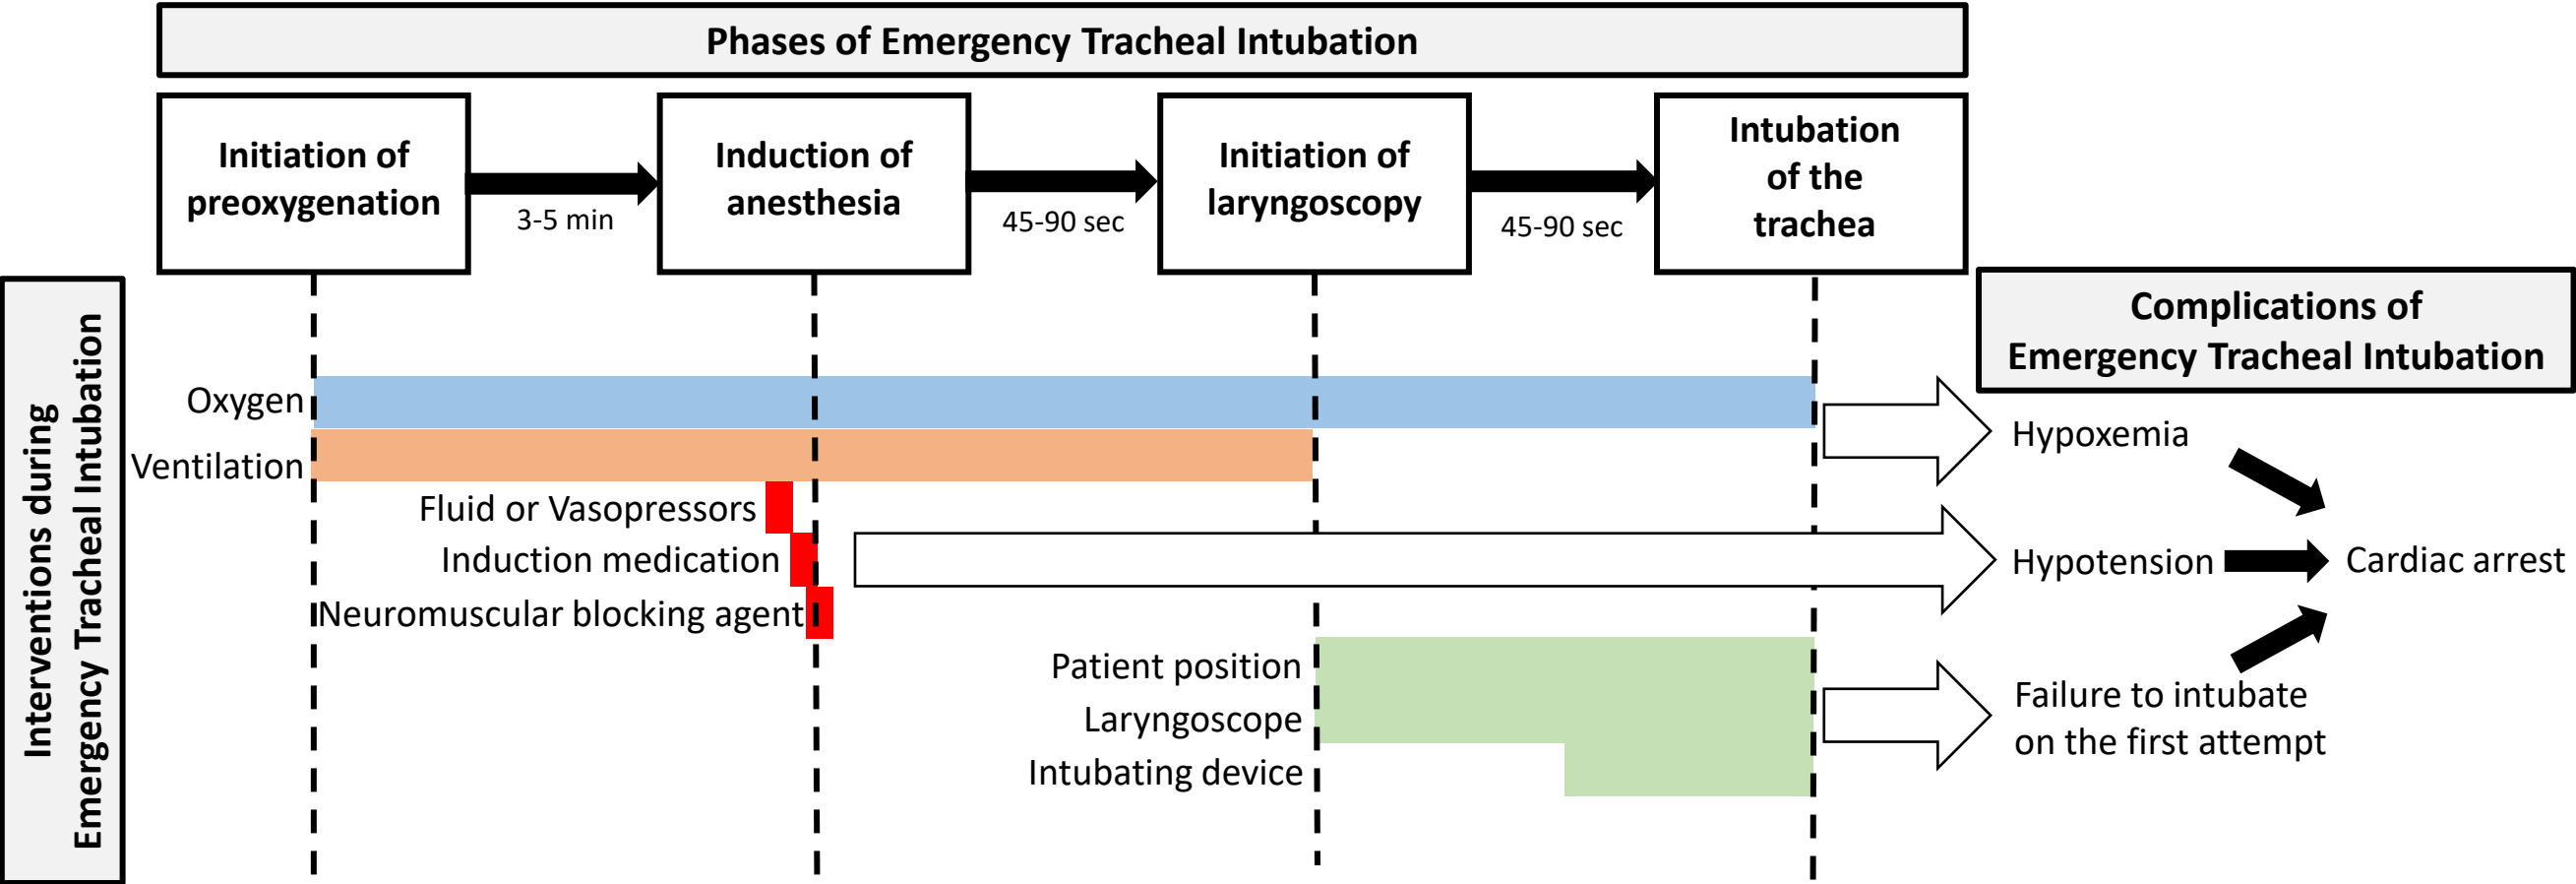 Phases of Emergency Tracheal Intubation
Initiation of
preoxygenation
3-5 min
Induction of
anesthesia
45-90 sec
Initiation of
laryngoscopy
45-90 sec
Intubation
of the
trachea
Interventions during
Emergency Tracheal Intubation
Complications of
Emergency Tracheal Intubation
Oxygen
Ventilation
Fluid or Vasopressors
Induction medication
Neuromuscular blocking agent
Patient position
Laryngoscope
Intubating device
Hypoxemia
Hypotension
Cardiac arrest
Failure to intubate
on the first attempt